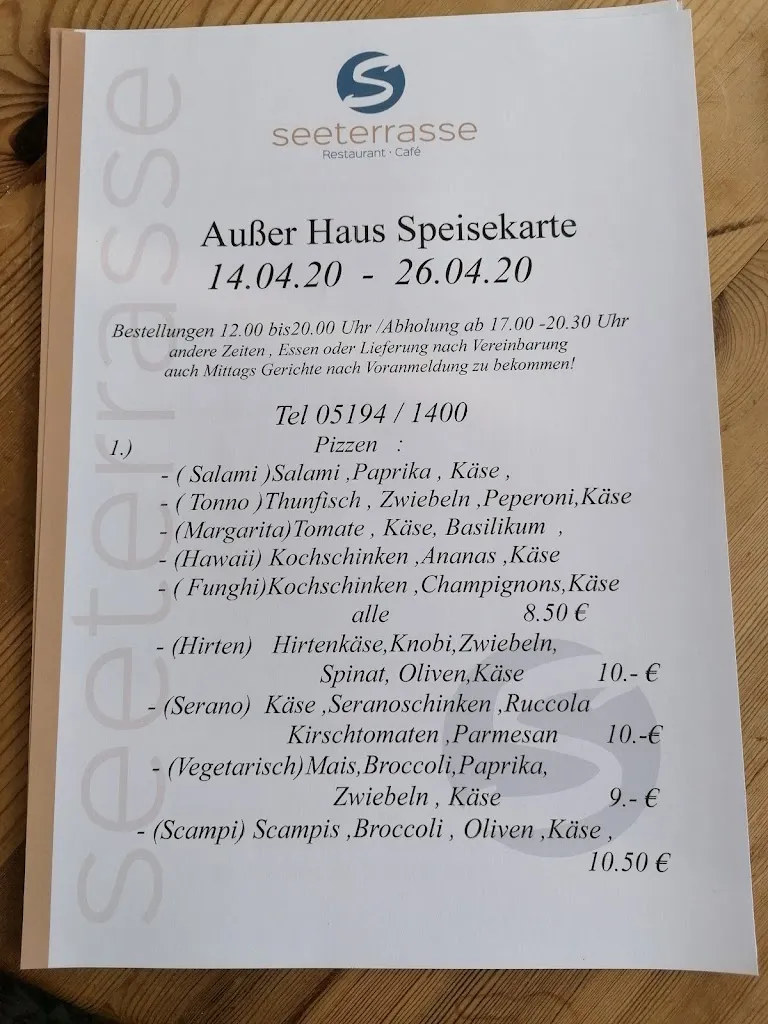 seeterrasse
seeterrasse
Restaurant · Café
Außer Haus Speisekarte
14.04.20 - 26.04.20
Bestellungen 12.00 bis20.00 Uhr /Abholung ab 17.00 -20.30 Uhr
andere Zeiten , Essen oder Lieferung nach Vereinbarung
auch Mittags Gerichte nach Voranmeldung zu bekommen!
Tel 05194 / 1400
1.) Pizzen :
- ( Salami )Salami ,Paprika , Käse ,
- ( Tonno )Thunfisch , Zwiebeln ,Peperoni,Käse
- (Margarita)Tomate , Käse, Basilikum ,
- (Hawaii) Kochschinken ,Ananas ,Käse
- ( Funghi)Kochschinken ,Champignons,Käse
alle 8.50 €
- (Hirten) Hirtenkäse,Knobi,Zwiebeln,
Spinat, Oliven,Käse 10.- €
- (Serano) Käse ,Seranoschinken ,Ruccola
Kirschtomaten ,Parmesan 10.-€
- (Vegetarisch)Mais,Broccoli,Paprika,
Zwiebeln , Käse 9.- €
- (Scampi) Scampis ,Broccoli , Oliven ,Käse ,
10.50 €